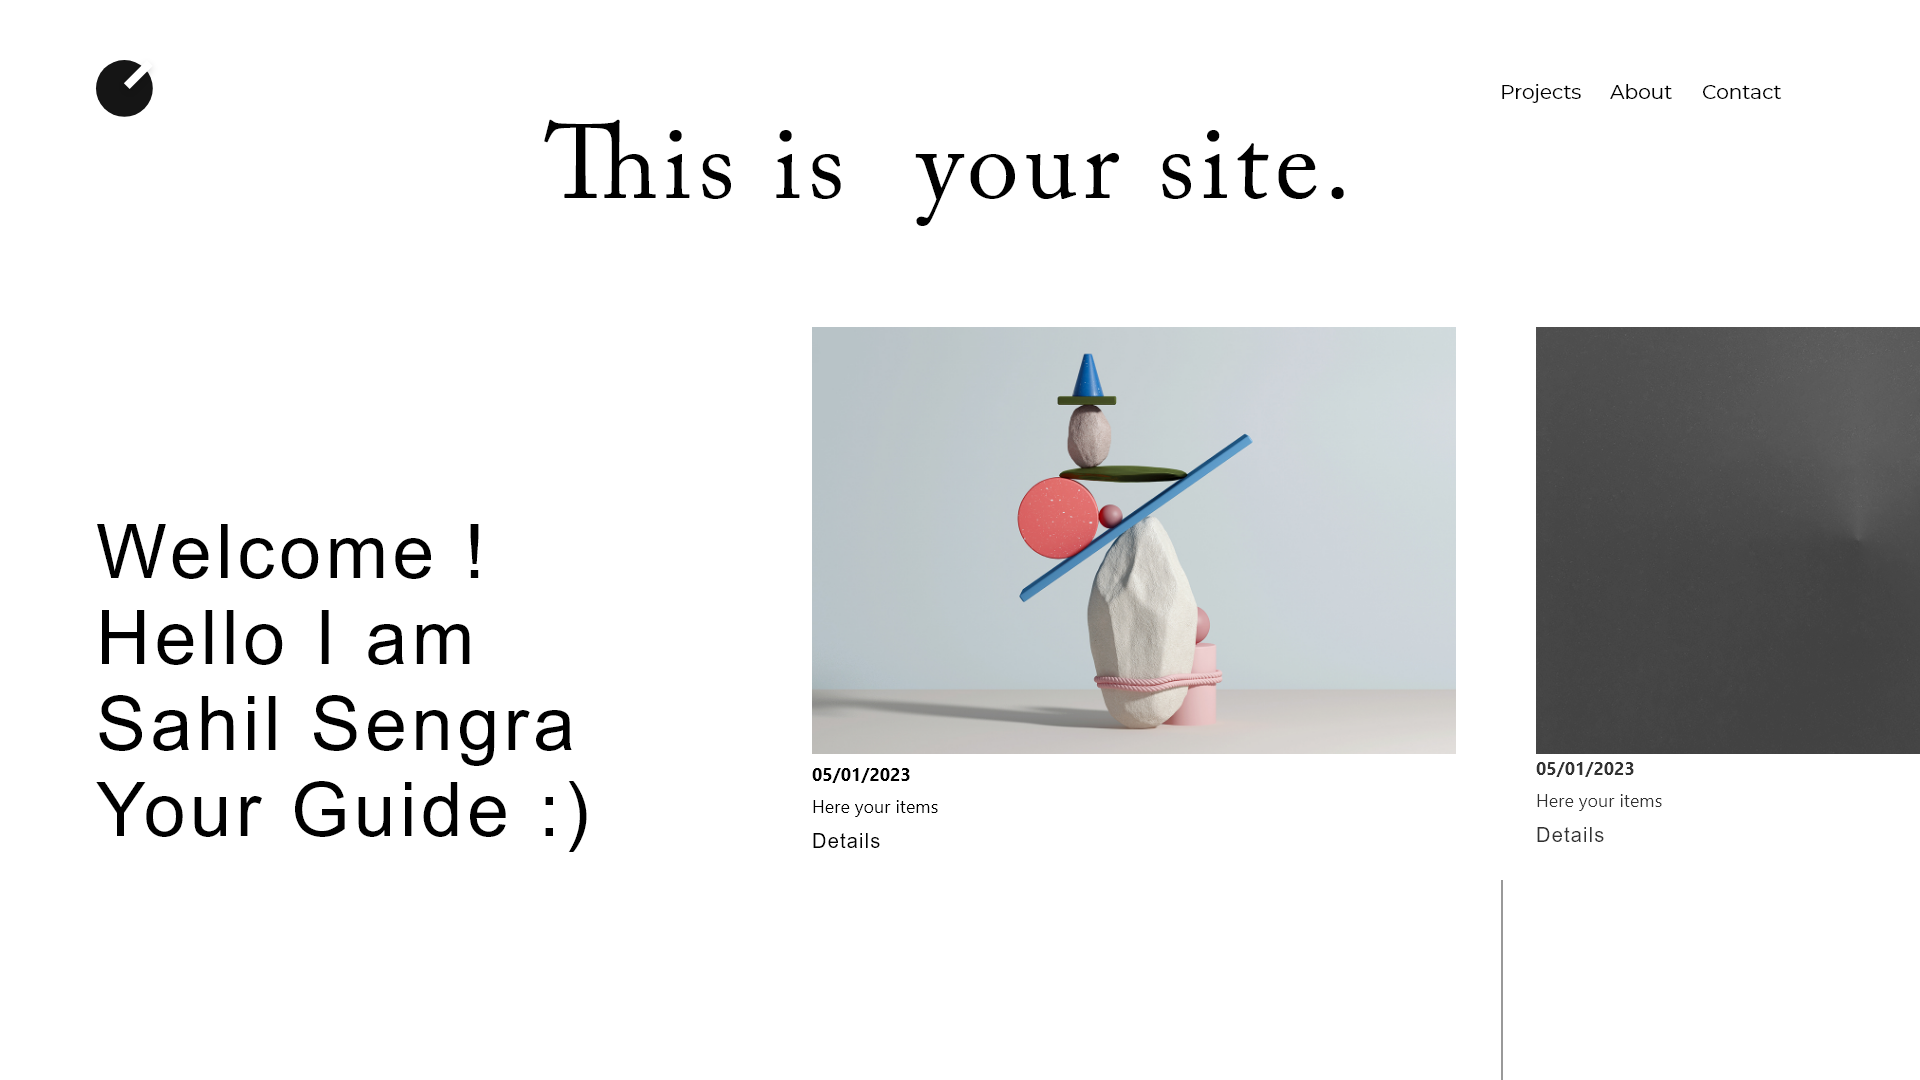 Projects About Contact
This is  your site.
Welcome !
Hello I am
Sahil Sengra
Your Guide :)
05/01/2023
Here your items
Details
05/01/2023
Here your items
Details